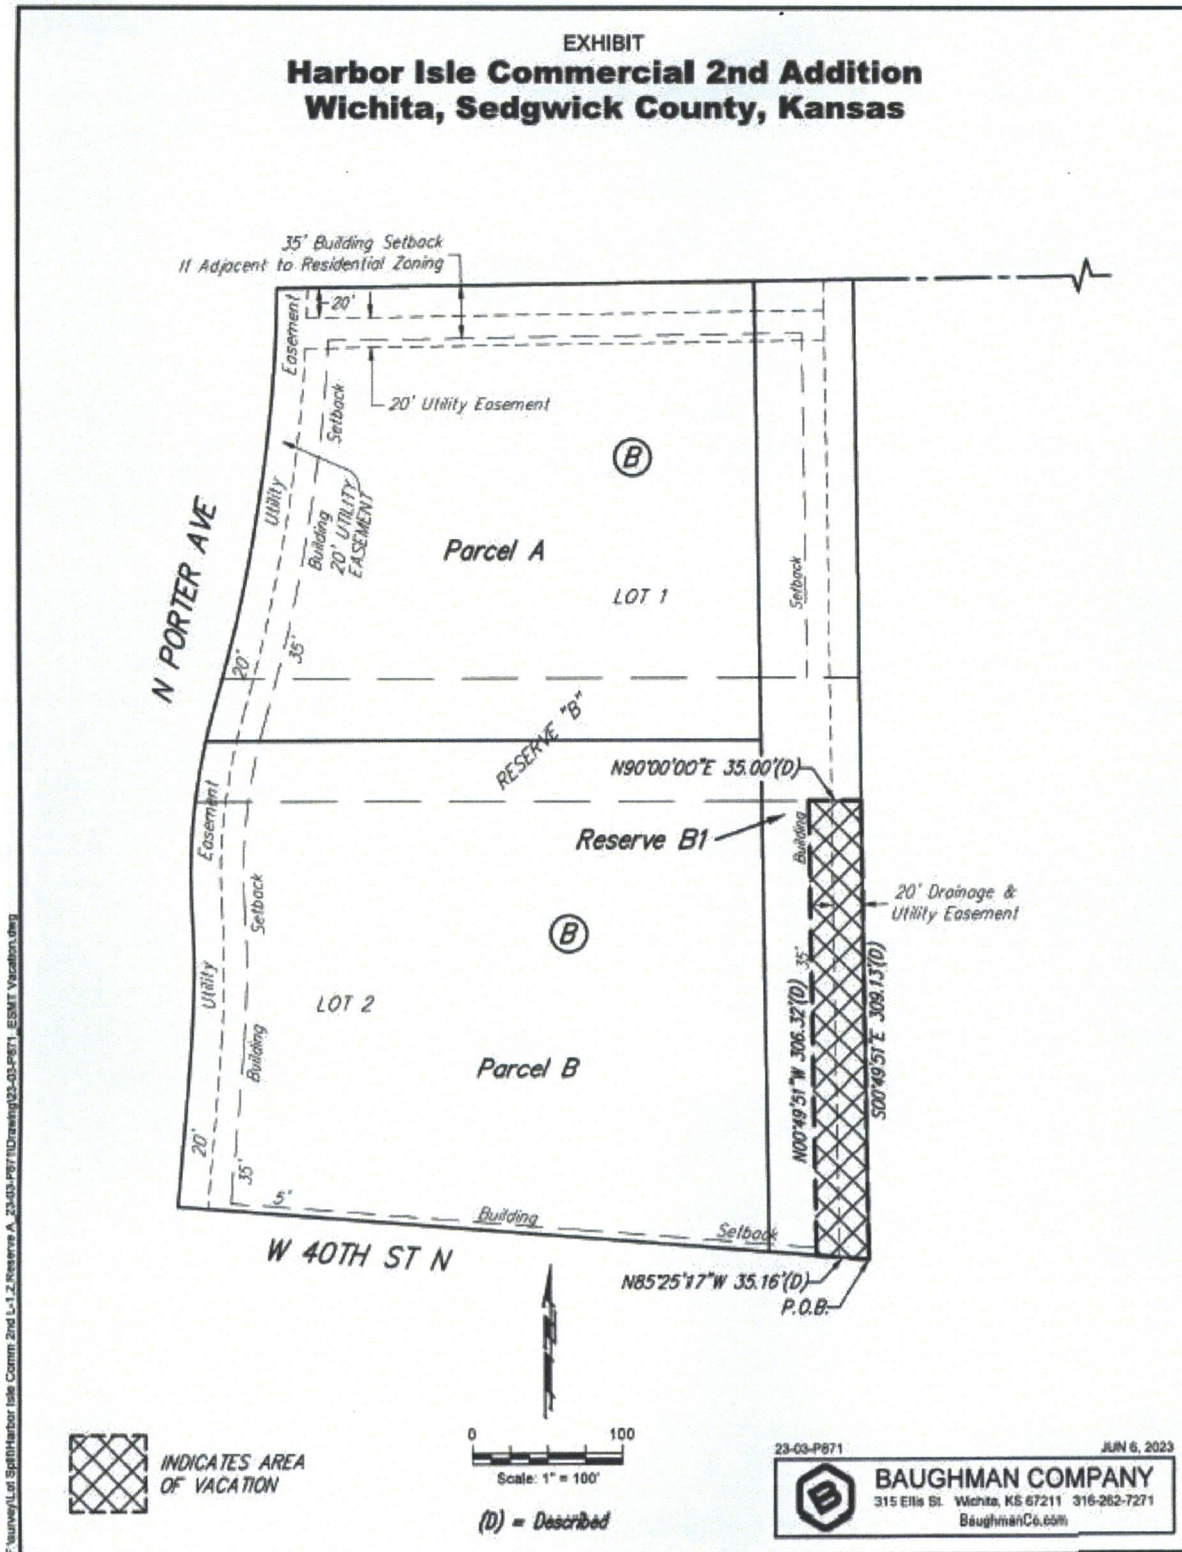 EXHIBIT
Harbor Isle Commercial 2nd Addition
Wichita, Sedgwick County, Kansas
35' Building Setback
If Adjacent to Residential Zoning
20'
Easement
Setback
20' Utility Easement
B
Utility
Building
20' UTILITY
EASEMENT
Parcel A
LOT 1
Setback
N PORTER AVE
35'
20'
RESERVE "B"
N90°00'00"E 35.00'(D)
Easement
Building
Reserve B1
20' Drainage &
Utility Easement
Setback
B
35'
Utility
LOT 2
N00°49'51"W 306.32'(D)
S00°49'51"E 309.13'(D)
Building
Parcel B
20'
35'
5'
Building
Setback
W 40TH ST N
N85°25'17"W 35.16'(D)
P.O.B.
0 100
Scale: 1" = 100'
(D) = Described
INDICATES AREA
OF VACATION
23-03-P871
JUN 6, 2023
B
BAUGHMAN COMPANY
315 Ellis St. Wichita, KS 67211 316-262-7271
BaughmanCo.com